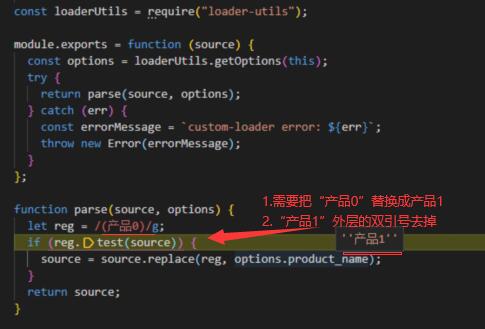 const loaderUtils = require("loader-utils");
module.exports = function (source) {
const options = loaderUtils.getOptions(this);
try {
return parse(source, options);
} catch (err) {
const errorMessage = `custom-loader error: ${err}`;
throw new Error(errorMessage);
}
};
1.需要把“产品0”替换成产品1
function parse(source, options) {
2.“产品1”外层的双引号去掉
let reg = /(产品0)/g;
if (reg.test(source)) {
''产品1''
source = source.replace(reg, options.product_name);
}
return source;
}